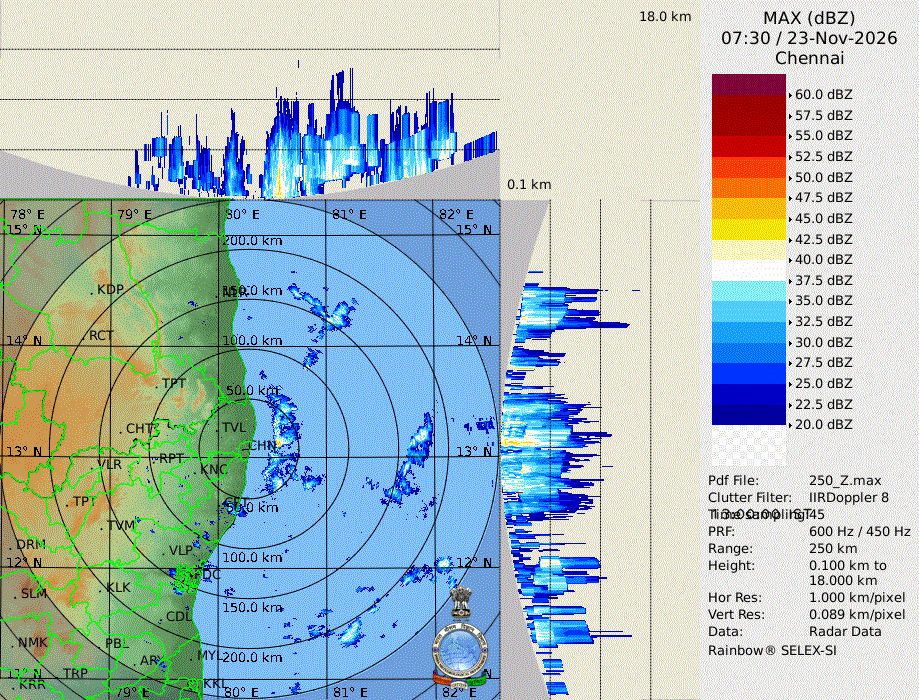 18.0 km
0.1 km
MAX (dBZ)
07:30 / 23-Nov-2026
Chennai
60.0 dBZ
57.5 dBZ
55.0 dBZ
52.5 dBZ
50.0 dBZ
47.5 dBZ
45.0 dBZ
42.5 dBZ
40.0 dBZ
37.5 dBZ
35.0 dBZ
32.5 dBZ
30.0 dBZ
27.5 dBZ
25.0 dBZ
22.5 dBZ
20.0 dBZ
Pdf File: 250_Z.max
Clutter Filter: IIRDoppler 8
Time sampling: 45
PRF: 600 Hz / 450 Hz
Range: 250 km
Height: 0.100 km to
18.000 km
Hor Res: 1.000 km/pixel
Vert Res: 0.089 km/pixel
Data: Radar Data
Rainbow® SELEX-SI
78° E 79° E 80° E 81° E 82° E
15° N 15° N
200.0 km
KDP
150.0 km
RCT
100.0 km
14° N 14° N
TPT
50.0 km
CHT TVL
CHN
13° N 13° N
VLR RPT KNC
TPT
50.0 km
TVM
DRM VLP
100.0 km
12° N 12° N
SLM KLK
150.0 km
CDL
NMK PBL
ARI MYL 200.0 km
TRP
KRR KKL
79° E 80° E 81° E 82° E